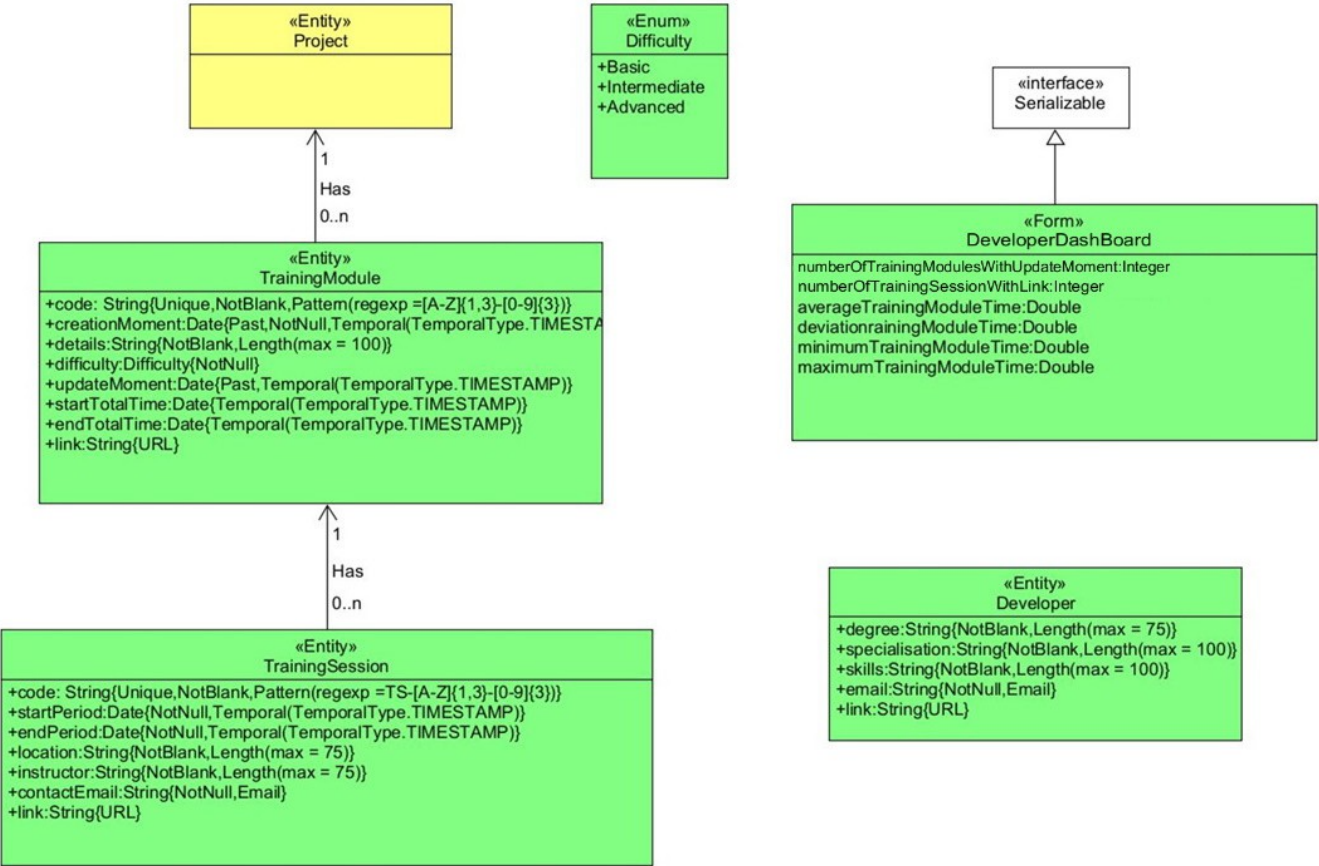 «Entity»
Project
«Enum»
Difficulty
+Basic
+Intermediate
+Advanced
«interface»
Serializable
1
Has
0..n
«Form»
DeveloperDashBoard
numberOfTrainingModulesWithUpdateMoment:Integer
numberOfTrainingSessionWithLink:Integer
averageTrainingModuleTime:Double
deviationrainingModuleTime:Double
minimumTrainingModuleTime:Double
maximumTrainingModuleTime:Double
«Entity»
TrainingModule
+code: String{Unique,NotBlank,Pattern(regexp =[A-Z]{1,3}-[0-9]{3})}
+creationMoment:Date{Past,NotNull,Temporal(TemporalType.TIMESTA
+details:String{NotBlank,Length(max = 100)}
+difficulty:Difficulty{NotNull}
+updateMoment:Date{Past,Temporal(TemporalType.TIMESTAMP)}
+startTotalTime:Date{Temporal(TemporalType.TIMESTAMP)}
+endTotalTime:Date{Temporal(TemporalType.TIMESTAMP)}
+link:String{URL}
1
Has
0..n
«Entity»
Developer
+degree:String{NotBlank,Length(max = 75)}
+specialisation:String{NotBlank,Length(max = 100)}
+skills:String{NotBlank,Length(max = 100)}
+email:String{NotNull,Email}
+link:String{URL}
«Entity»
TrainingSession
+code: String{Unique,NotBlank,Pattern(regexp =TS-[A-Z]{1,3}-[0-9]{3})}
+startPeriod:Date{NotNull,Temporal(TemporalType.TIMESTAMP)}
+endPeriod:Date{NotNull,Temporal(TemporalType.TIMESTAMP)}
+location:String{NotBlank,Length(max = 75)}
+instructor:String{NotBlank,Length(max = 75)}
+contactEmail:String{NotNull,Email}
+link:String{URL}